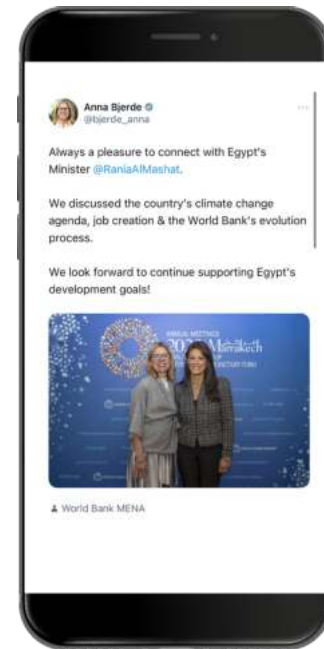 Anna Bjerde
@bjerde_anna
Always a pleasure to connect with Egypt's
Minister @RaniaAlMashat.
We discussed the country's climate change
agenda, job creation & the World Bank's evolution
process.
We look forward to continue supporting Egypt's
development goals!
ANNUAL MEETINGS
Marrakech
World Bank MENA